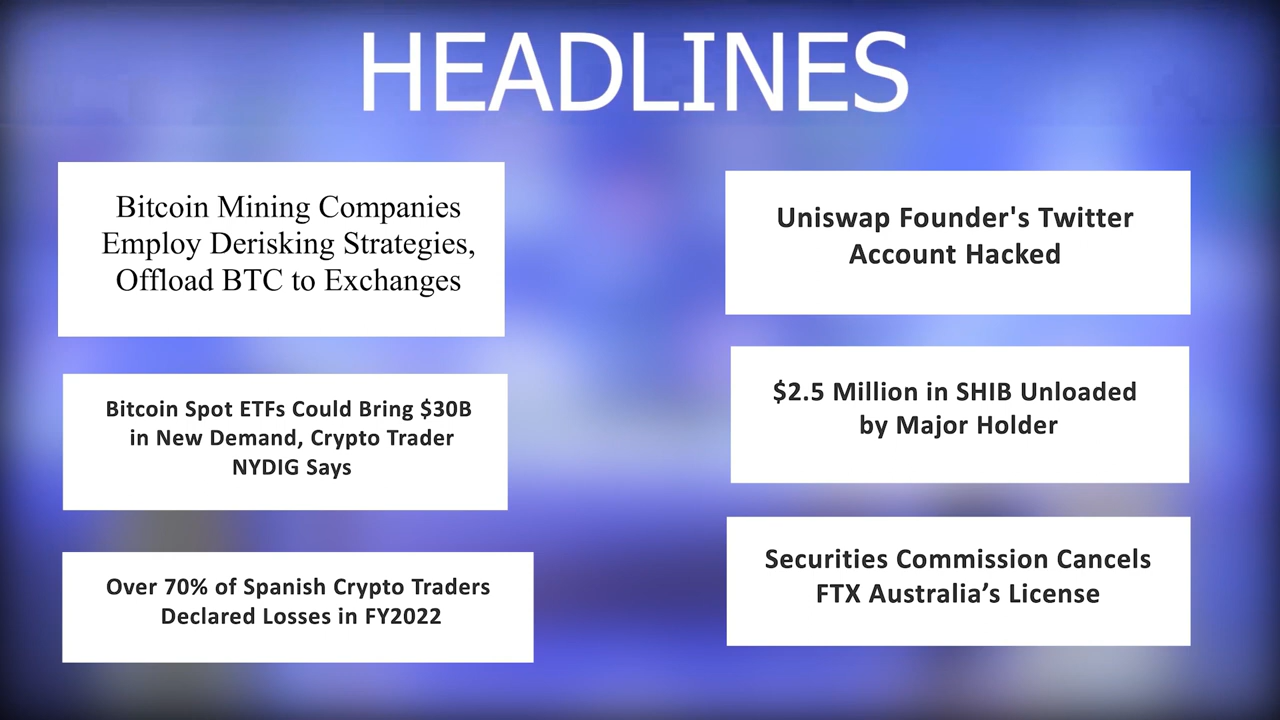 HEADLINES
Bitcoin Mining Companies
Employ Derisking Strategies,
Offload BTC to Exchanges
Bitcoin Spot ETFs Could Bring $30B
in New Demand, Crypto Trader
NYDIG Says
Over 70% of Spanish Crypto Traders
Declared Losses in FY2022
Uniswap Founder's Twitter
Account Hacked
$2.5 Million in SHIB Unloaded
by Major Holder
Securities Commission Cancels
FTX Australia’s License